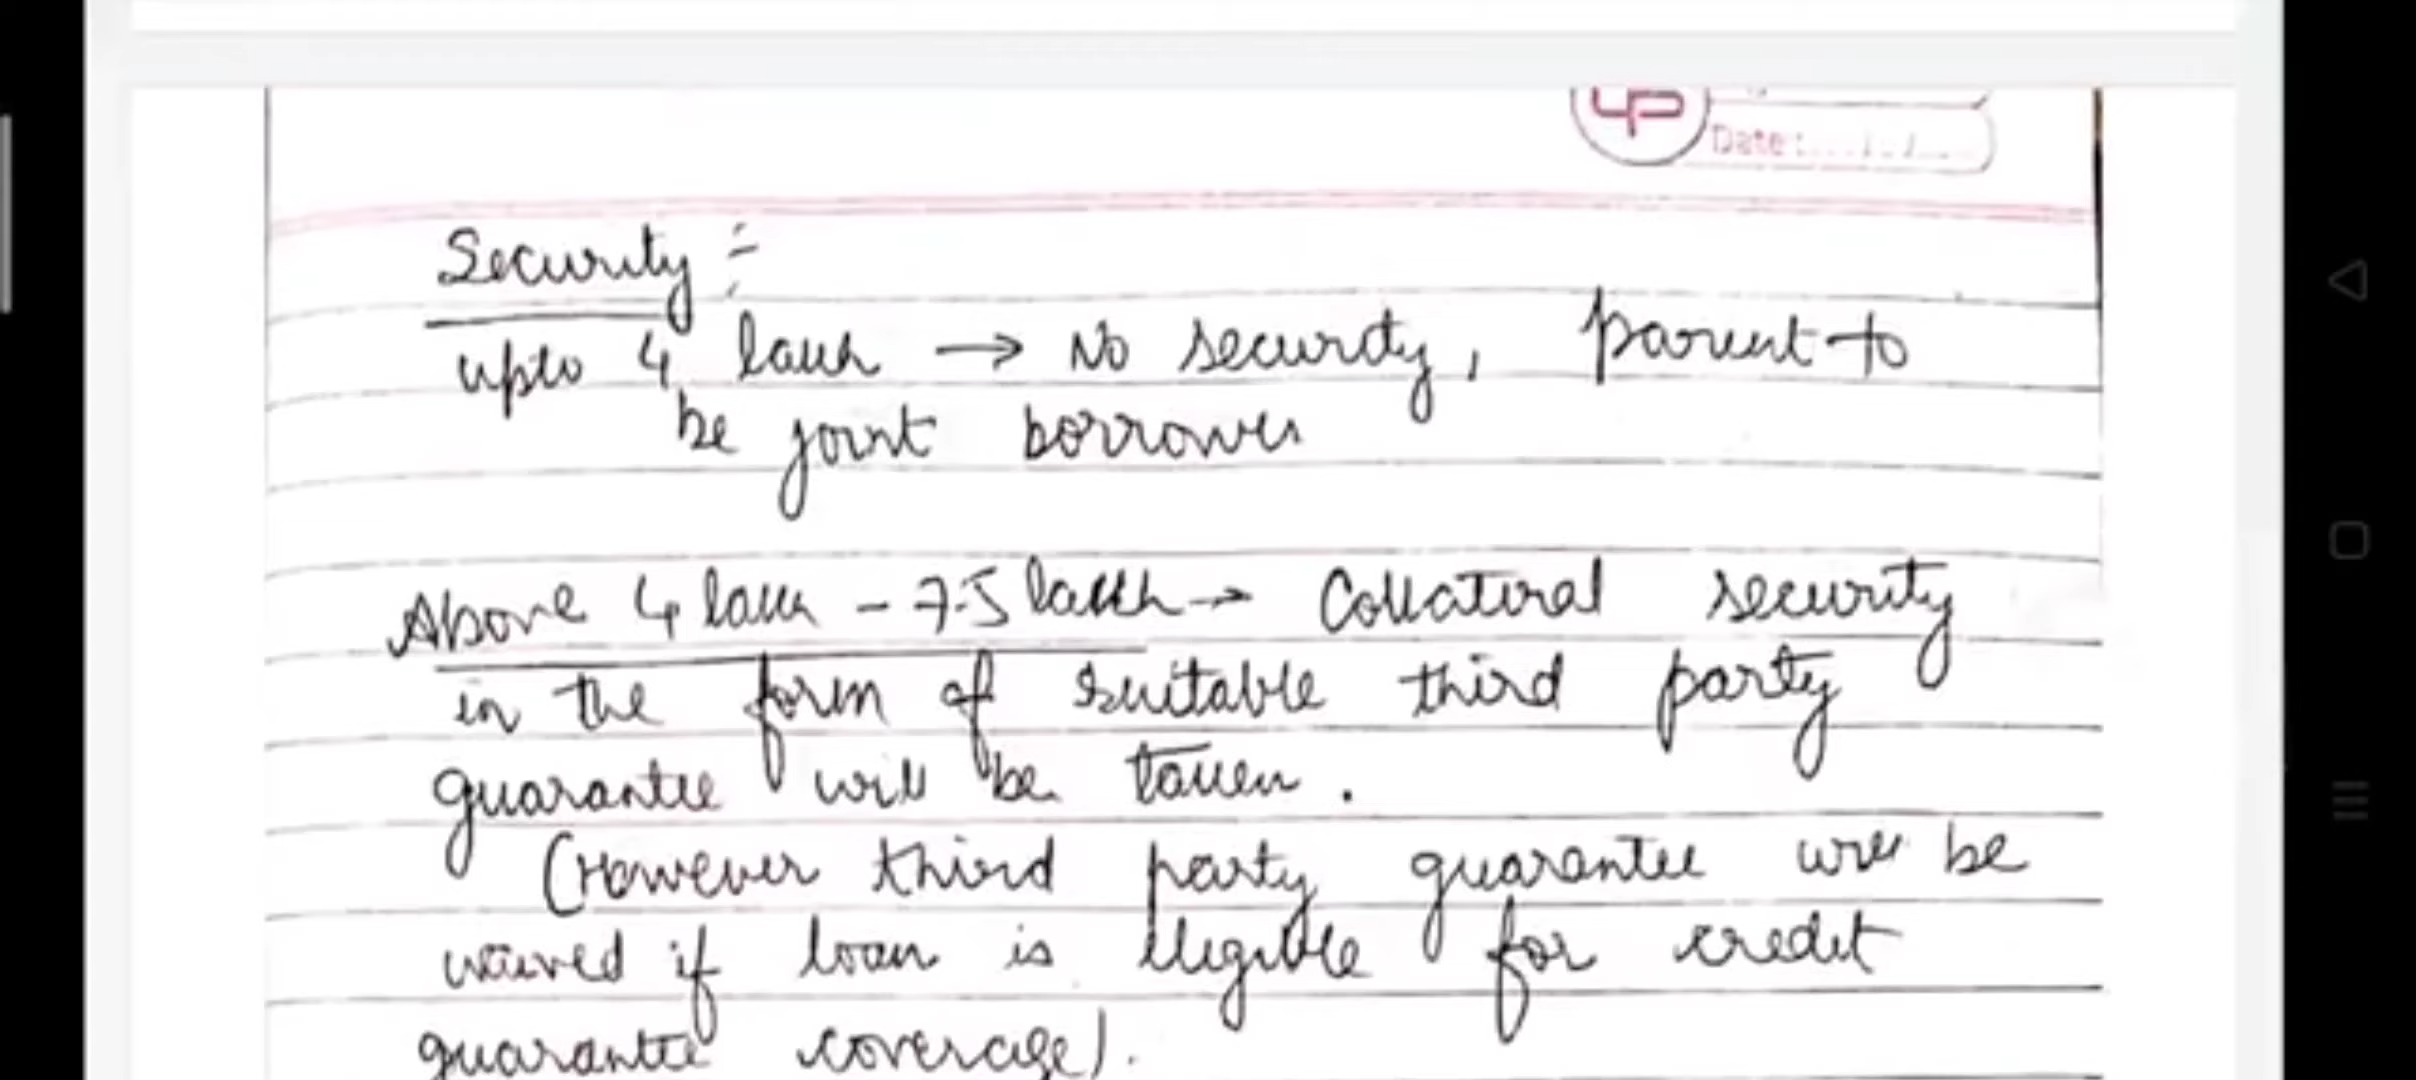 Date:.../../...
Security :-
upto 4 lakh → No security, parent to
be joint borrower
Above 4 lakh - 7.5 lakh → Collateral security
in the form of suitable third party
guarantee will be taken.
(However third party guarantee will be
waived if loan is eligible for credit
guarantee coverage).